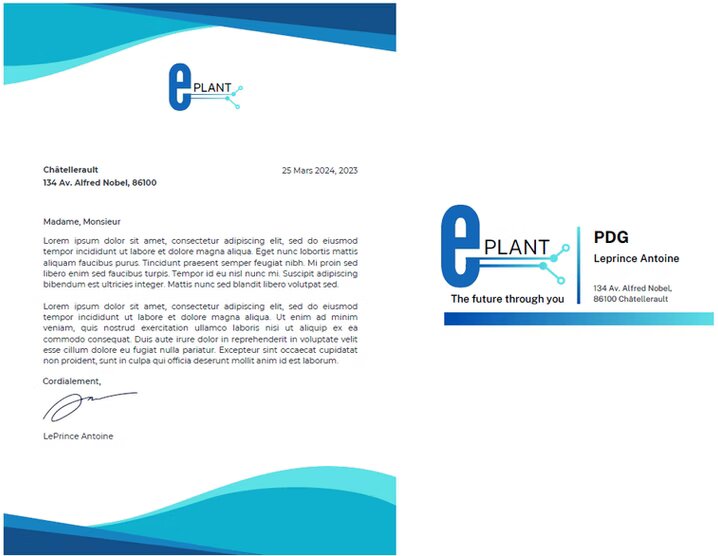 e PLANT
Châtellerault
25 Mars 2024, 2023
134 Av. Alfred Nobel, 86100
Madame, Monsieur
Lorem ipsum dolor sit amet, consectetur adipiscing elit, sed do eiusmod
tempor incididunt ut labore et dolore magna aliqua. Eget nunc lobortis mattis
aliquam faucibus purus. Tincidunt praesent semper feugiat nibh. Mi proin sed
libero enim sed faucibus turpis. Tempor id eu nisl nunc mi. Suscipit adipiscing
bibendum est ultricies integer. Mattis nunc sed blandit libero volutpat sed.
Lorem ipsum dolor sit amet, consectetur adipiscing elit, sed do eiusmod
tempor incididunt ut labore et dolore magna aliqua. Ut enim ad minim
veniam, quis nostrud exercitation ullamco laboris nisi ut aliquip ex ea
commodo consequat. Duis aute irure dolor in reprehenderit in voluptate velit
esse cillum dolore eu fugiat nulla pariatur. Excepteur sint occaecat cupidatat
non proident, sunt in culpa qui officia deserunt mollit anim id est laborum.
Cordialement,
LePrince Antoine
e PLANT
The future through you
PDG
Leprince Antoine
134 Av. Alfred Nobel,
86100 Châtellerault